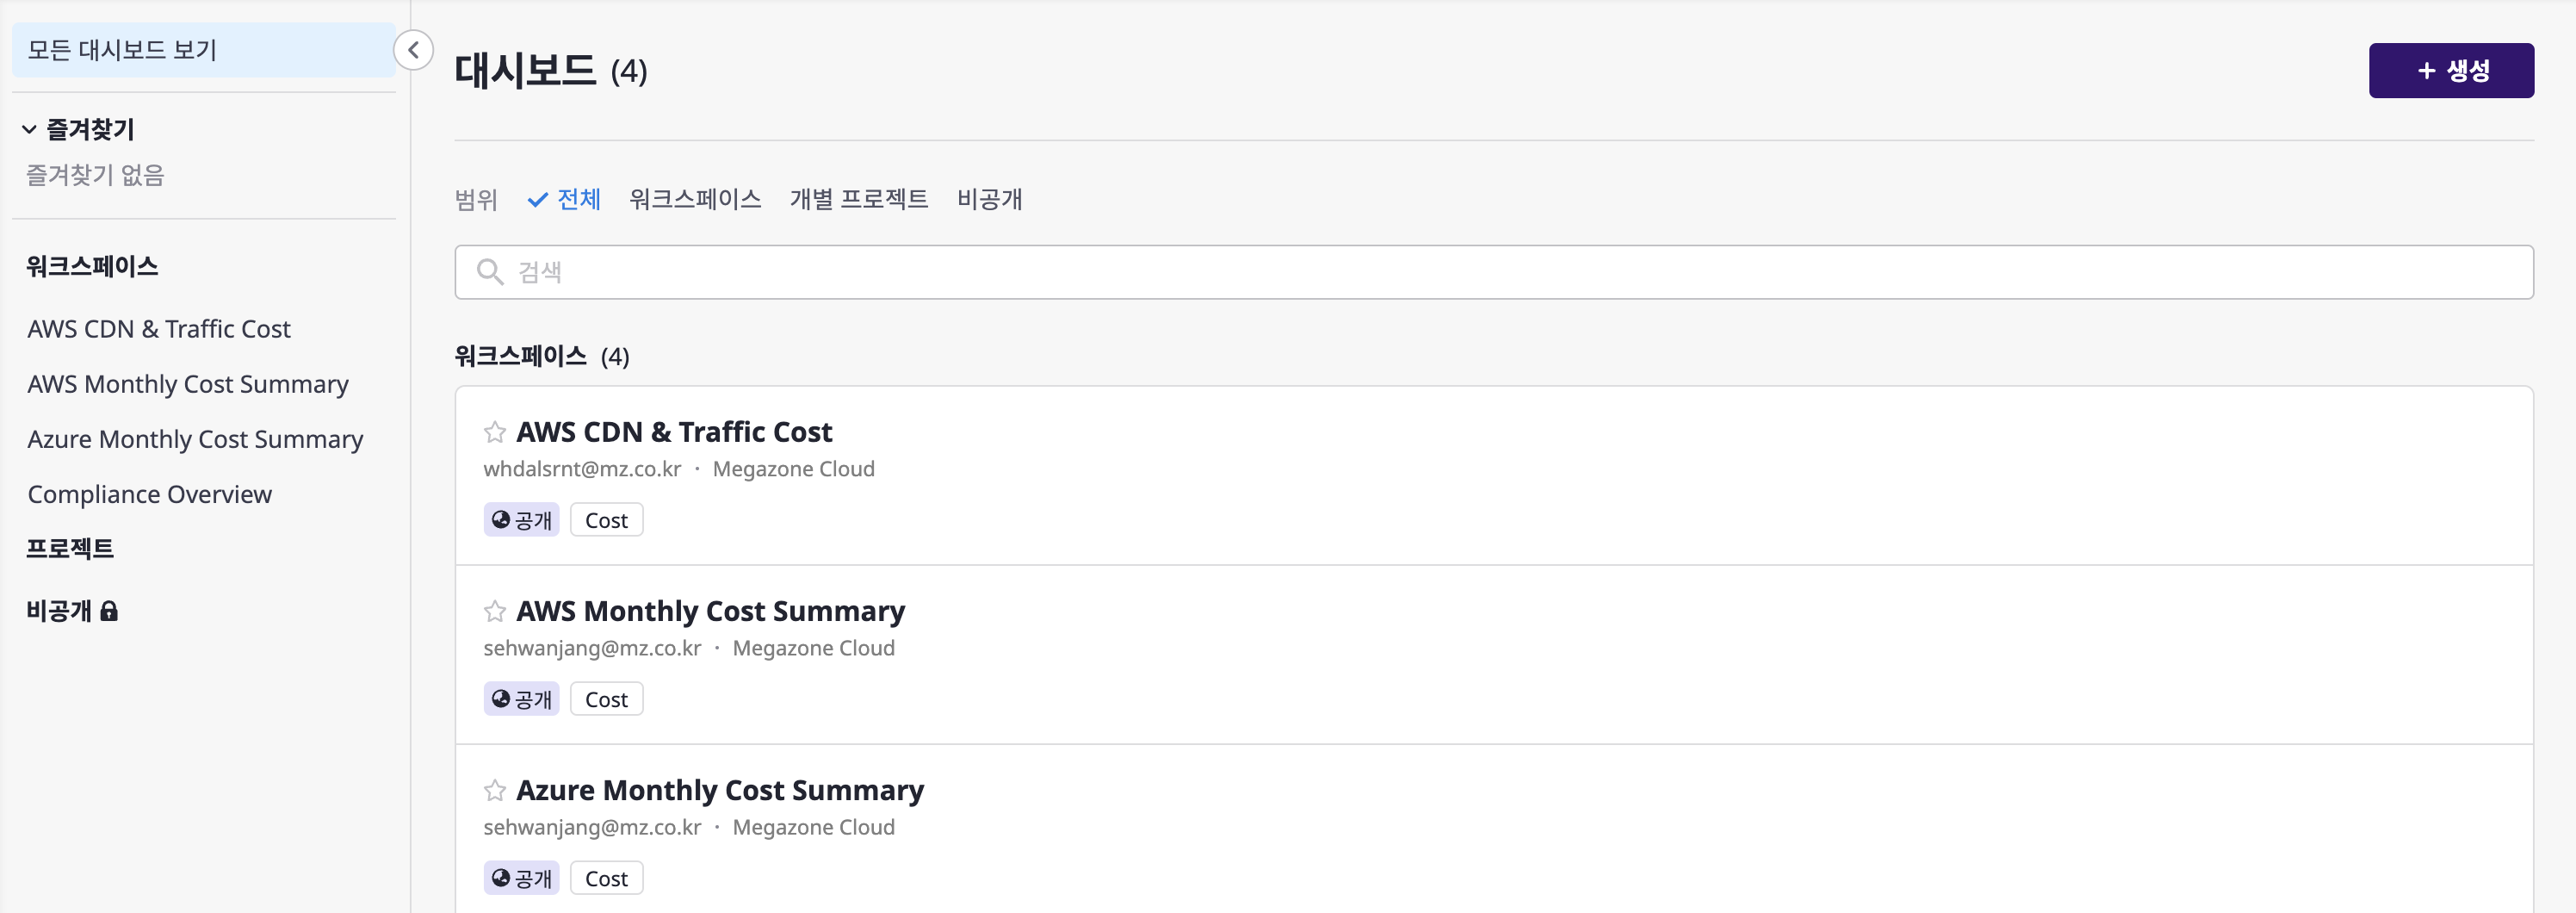 모든 대시보드 보기
즐겨찾기
즐겨찾기 없음
워크스페이스
AWS CDN & Traffic Cost
AWS Monthly Cost Summary
Azure Monthly Cost Summary
Compliance Overview
프로젝트
비공개
대시보드 (4)
+ 생성
범위 전체 워크스페이스 개별 프로젝트 비공개
검색
워크스페이스 (4)
AWS CDN & Traffic Cost
whdalsrnt@mz.co.kr · Megazone Cloud
공개 Cost
AWS Monthly Cost Summary
sehwanjang@mz.co.kr · Megazone Cloud
공개 Cost
Azure Monthly Cost Summary
sehwanjang@mz.co.kr · Megazone Cloud
공개 Cost